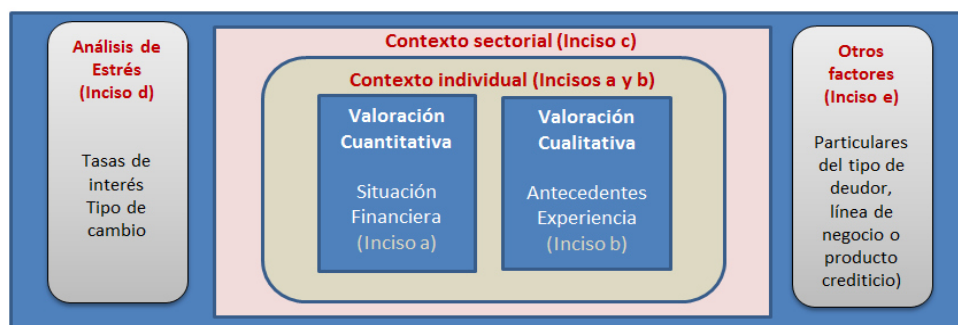 Análisis de
Estrés
(Inciso d)
Tasas de
interés
Tipo de
cambio
Contexto sectorial (Inciso c)
Contexto individual (Incisos a y b)
Valoración
Cuantitativa
Situación
Financiera
(Inciso a)
Valoración
Cualitativa
Antecedentes
Experiencia
(Inciso b)
Otros
factores
(Inciso e)
Particulares
del tipo de
deudor,
línea de
negocio o
producto
crediticio)